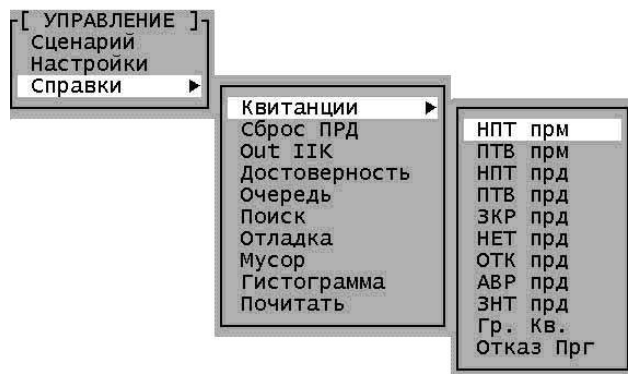 [ УПРАВЛЕНИЕ ]
Сценарий
Настройки
Справки ►
Квитанции ►
Сброс ПРД
Out IIK
Достоверность
Очередь
Поиск
Отладка
Мусор
Гистограмма
Почитать
НПТ прм
ПТВ прм
НПТ прд
ПТВ прд
ЗКР прд
НЕТ прд
ОТК прд
АВР прд
ЗНТ прд
Гр. Кв.
Отказ Прг